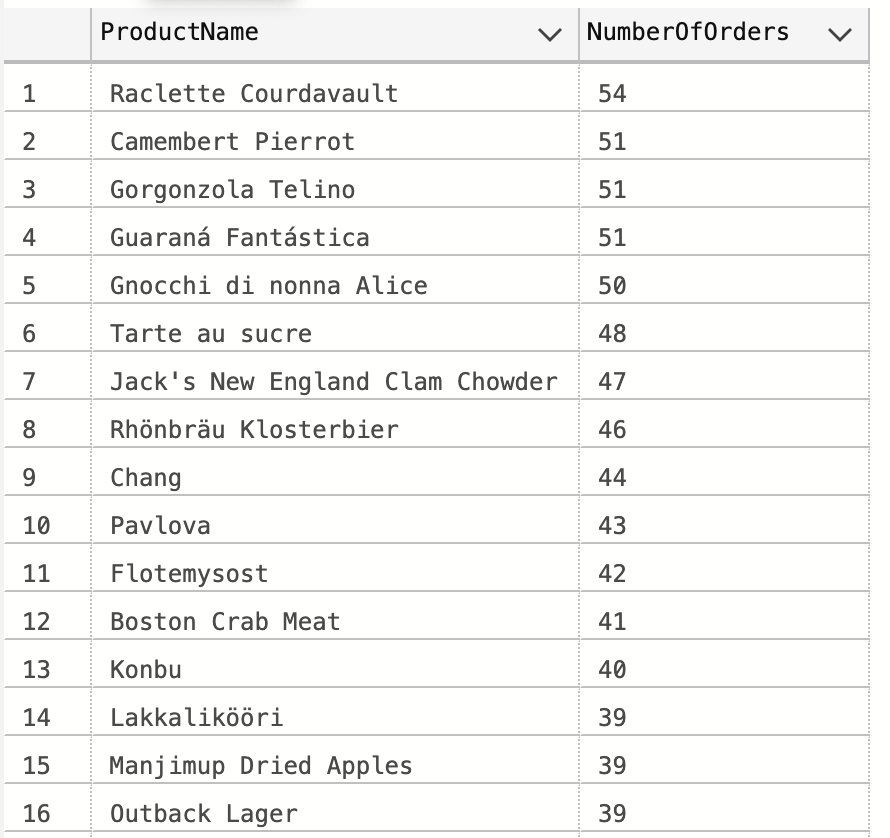 ProductName NumberOfOrders
1 Raclette Courdavault 54
2 Camembert Pierrot 51
3 Gorgonzola Telino 51
4 Guaraná Fantástica 51
5 Gnocchi di nonna Alice 50
6 Tarte au sucre 48
7 Jack's New England Clam Chowder 47
8 Rhönbräu Klosterbier 46
9 Chang 44
10 Pavlova 43
11 Flotemysost 42
12 Boston Crab Meat 41
13 Konbu 40
14 Lakkalikööri 39
15 Manjimup Dried Apples 39
16 Outback Lager 39